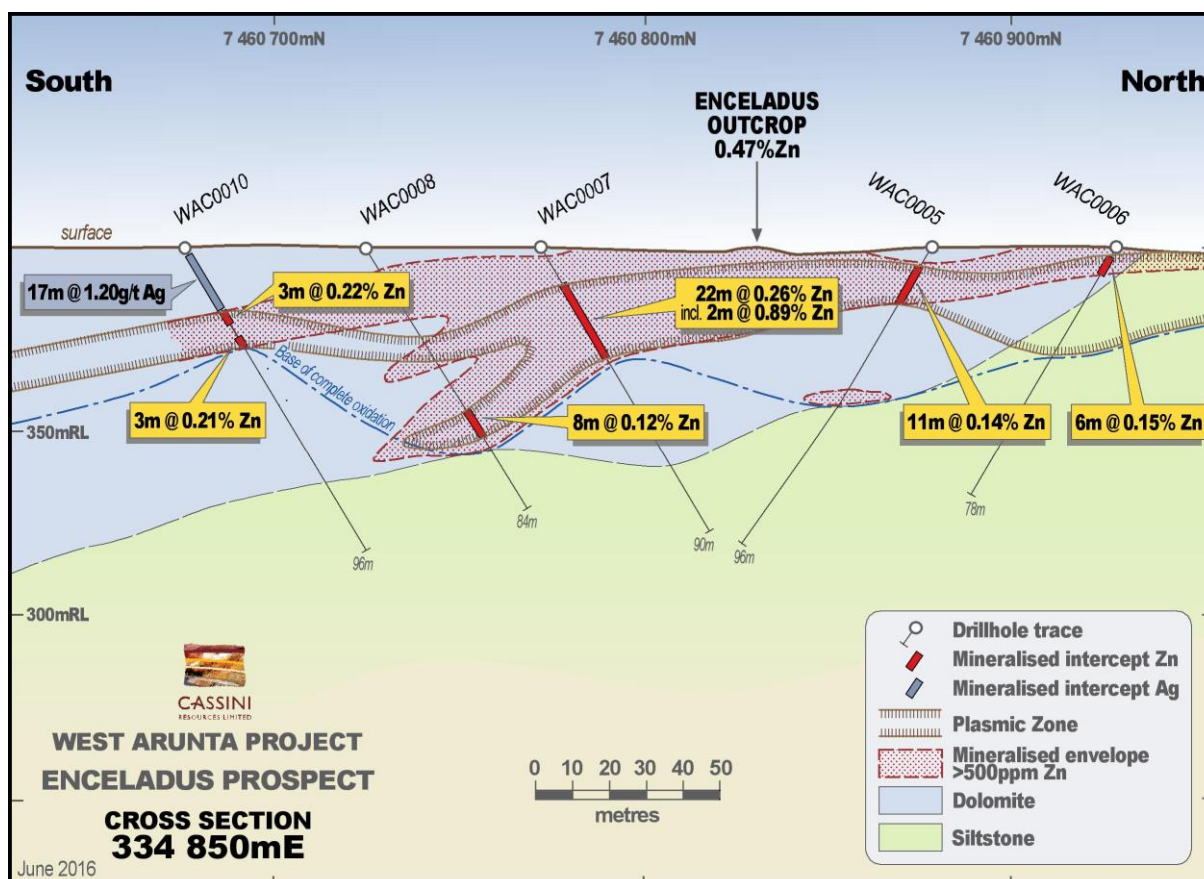 7 460 700mN
7 460 800mN
7 460 900mN
South
North
ENCELADUS
OUTCROP
0.47%Zn
WAC0010
WAC0008
WAC0007
WAC0005
WAC0006
surface
17m @ 1.20g/t Ag
3m @ 0.22% Zn
22m @ 0.26% Zn
incl. 2m @ 0.89% Zn
Base of complete oxidation
3m @ 0.21% Zn
8m @ 0.12% Zn
11m @ 0.14% Zn
6m @ 0.15% Zn
350mRL
84m
78m
90m
96m
96m
300mRL
Drillhole trace
Mineralised intercept Zn
Mineralised intercept Ag
Plasmic Zone
Mineralised envelope
>500ppm Zn
Dolomite
Siltstone
CASSINI
RESOURCES LIMITED
WEST ARUNTA PROJECT
ENCELADUS PROSPECT
CROSS SECTION
334 850mE
0 10 20 30 40 50
metres
June 2016